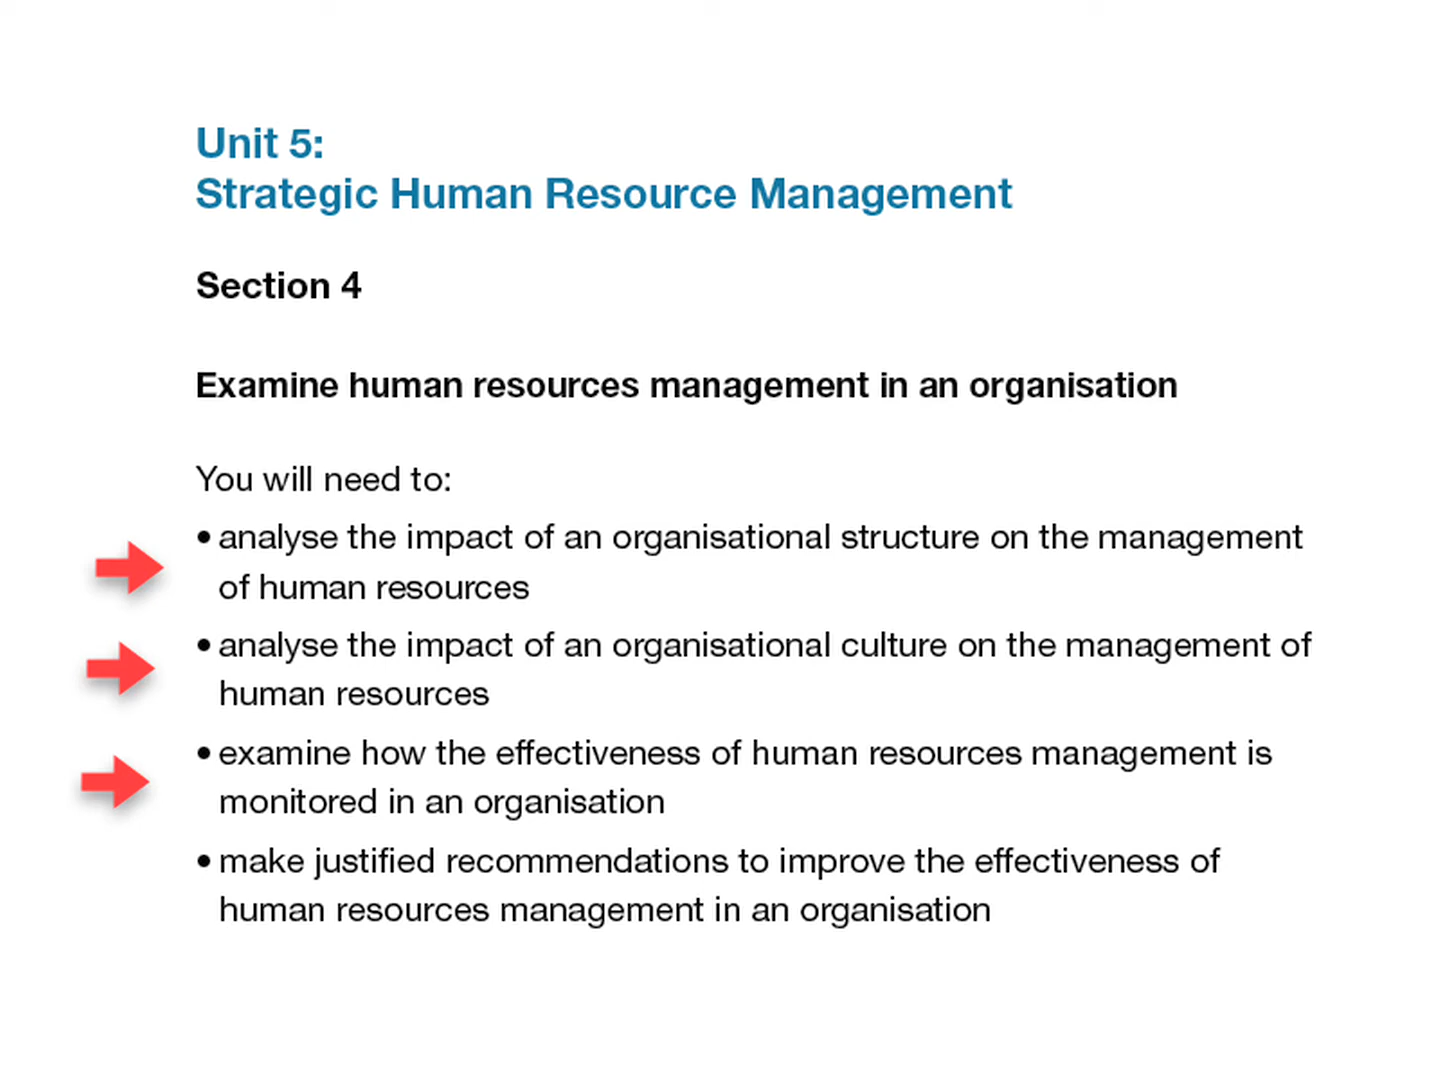 Unit 5:
Strategic Human Resource Management
Section 4
Examine human resources management in an organisation
You will need to:
• analyse the impact of an organisational structure on the management
of human resources
• analyse the impact of an organisational culture on the management of
human resources
• examine how the effectiveness of human resources management is
monitored in an organisation
• make justified recommendations to improve the effectiveness of
human resources management in an organisation